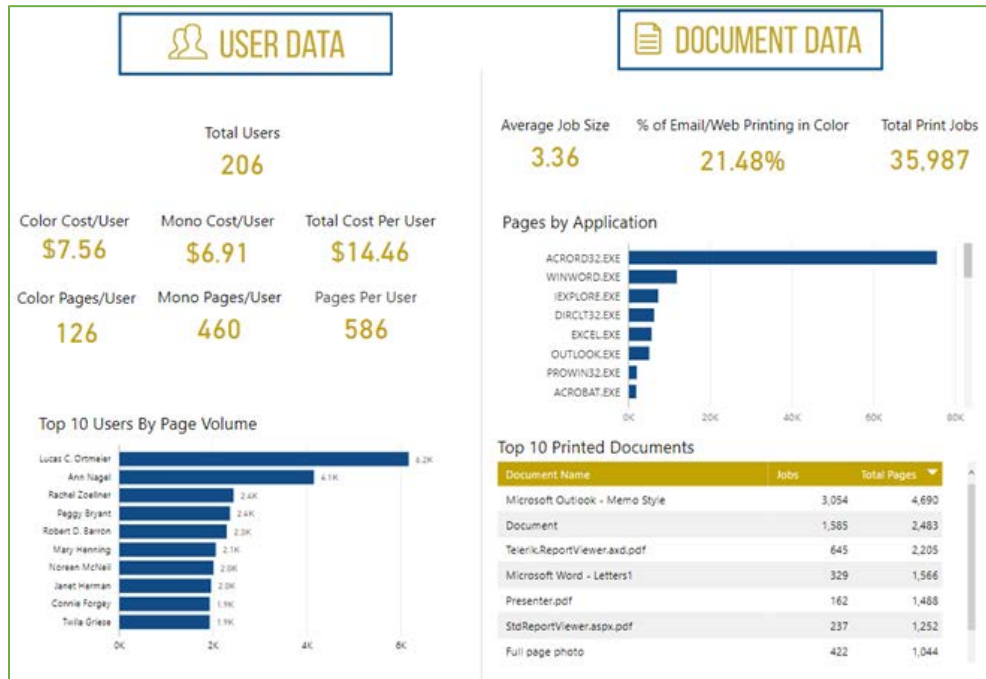 USER DATA
Total Users
206
Color Cost/User Mono Cost/User Total Cost Per User
$7.56 $6.91 $14.46
Color Pages/User Mono Pages/User Pages Per User
126 460 586
Top 10 Users By Page Volume
Lucas C. Ortmeier 6.2K
Ann Nagel 4.1K
Rachel Zoellner 2.4K
Peggy Bryant 2.4K
Robert D. Barron 2.3K
Mary Henning 2.1K
Noreen McNeil 2.0K
Janet Herman 2.0K
Connie Forgey 1.9K
Twila Griese 1.9K
0K 2K 4K 6K
DOCUMENT DATA
Average Job Size % of Email/Web Printing in Color Total Print Jobs
3.36 21.48% 35,987
Pages by Application
ACRORD32.EXE
WINWORD.EXE
IEXPLORE.EXE
DIRCLT32.EXE
EXCEL.EXE
OUTLOOK.EXE
PROWIN32.EXE
ACROBAT.EXE
0K 20K 40K 60K 80K
Top 10 Printed Documents
Document Name Jobs Total Pages
Microsoft Outlook - Memo Style 3,054 4,690
Document 1,585 2,483
Telerik.ReportViewer.axd.pdf 645 2,205
Microsoft Word - Letters1 329 1,566
Presenter.pdf 162 1,488
StdReportViewer.aspx.pdf 237 1,252
Full page photo 422 1,044